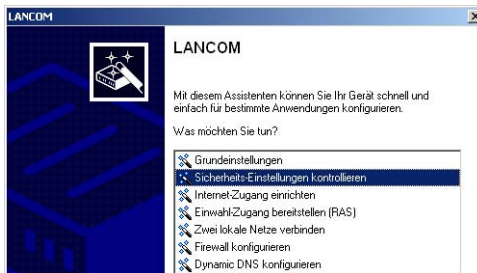 LANCOM
LANCOM
Mit diesem Assistenten können Sie Ihr Gerät schnell und
einfach für bestimmte Anwendungen konfigurieren.
Was möchten Sie tun?
Grundeinstellungen
Sicherheits-Einstellungen kontrollieren
Internet-Zugang einrichten
Einwahl-Zugang bereitstellen (RAS)
Zwei lokale Netze verbinden
Firewall konfigurieren
Dynamic DNS konfigurieren